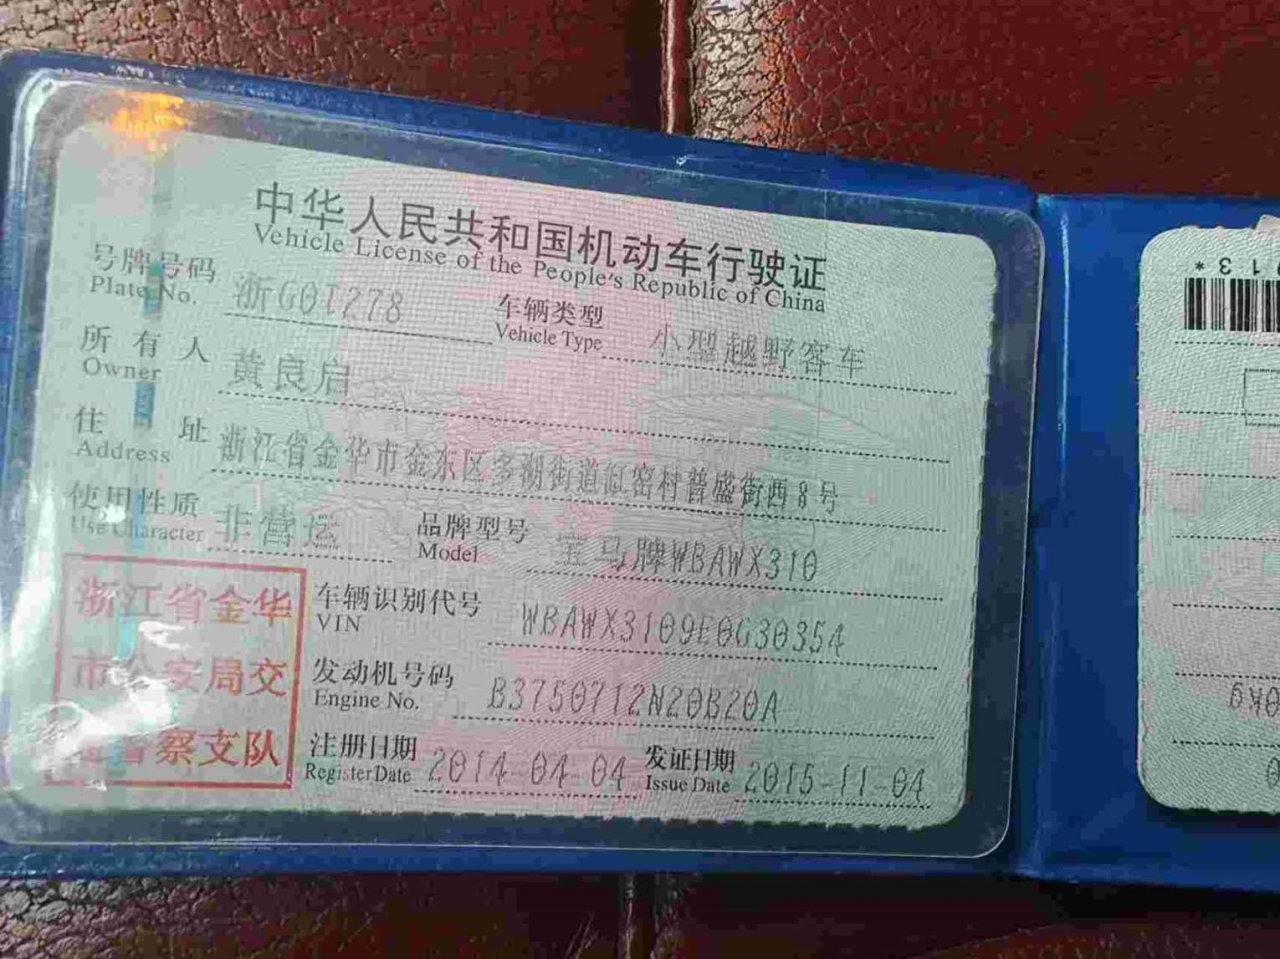 中华人民共和国机动车行驶证
Vehicle License of the People's Republic of China
号牌号码 浙G0T278 车辆类型 小型越野客车
Plate No. Vehicle Type
所有人 黄良启
Owner
住址 浙江省金华市金东区多湖街道缸窑村普盛街西8号
Address
使用性质 非营运 品牌型号 宝马牌WBAWX310
Use Character Model
浙江省金华
市公安局交
警察支队
车辆识别代号 WBAWX3109E0G30354
VIN
发动机号码 B3750712N20B20A
Engine No.
注册日期 2014-04-04 发证日期 2015-11-04
Register Date Issue Date